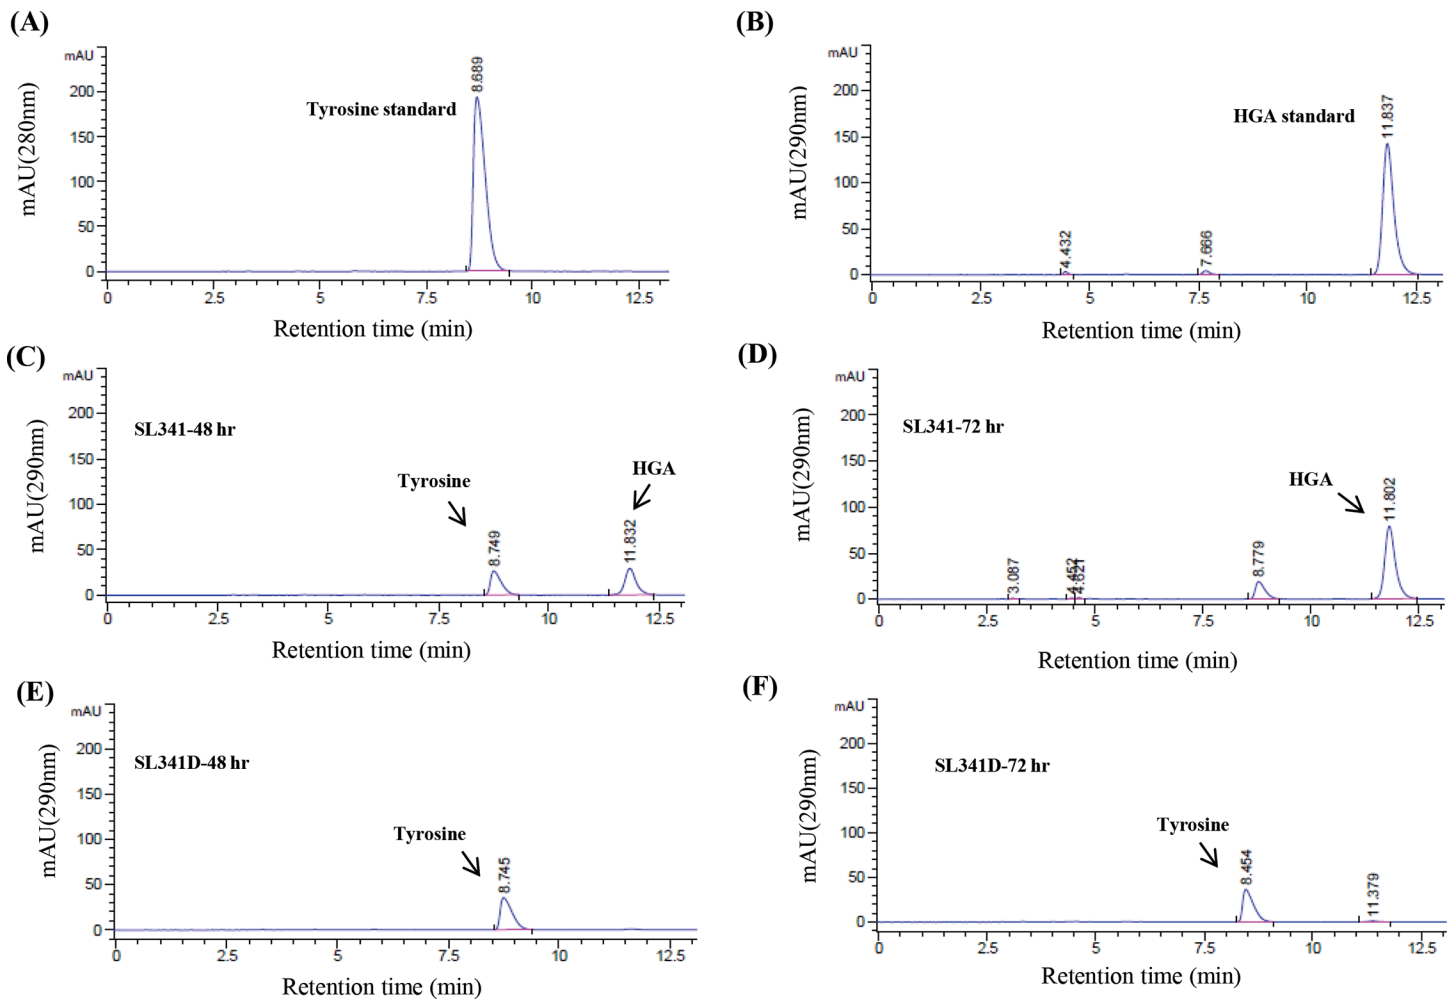 (A)
mAU
200
150
100
50
0
mAU(280nm)
Tyrosine standard
8.689
0 2.5 5 7.5 10 12.5
Retention time (min)
(B)
mAU
200
150
100
50
0
mAU(290nm)
HGA standard
4.432
7.666
11.837
0 2.5 5 7.5 10 12.5
Retention time (min)
(C)
mAU
200
150
100
50
0
mAU(290nm)
SL341-48 hr
Tyrosine
HGA
8.749
11.832
0 2.5 5 7.5 10 12.5
Retention time (min)
(D)
mAU
200
150
100
50
0
mAU(290nm)
SL341-72 hr
HGA
3.087
4.452
4.621
8.779
11.802
0 2.5 5 7.5 10 12.5
Retention time (min)
(E)
mAU
200
150
100
50
0
mAU(290nm)
SL341D-48 hr
Tyrosine
8.745
0 2.5 5 7.5 10 12.5
Retention time (min)
(F)
mAU
200
150
100
50
0
mAU(290nm)
SL341D-72 hr
Tyrosine
8.454
11.379
0 2.5 5 7.5 10 12.5
Retention time (min)